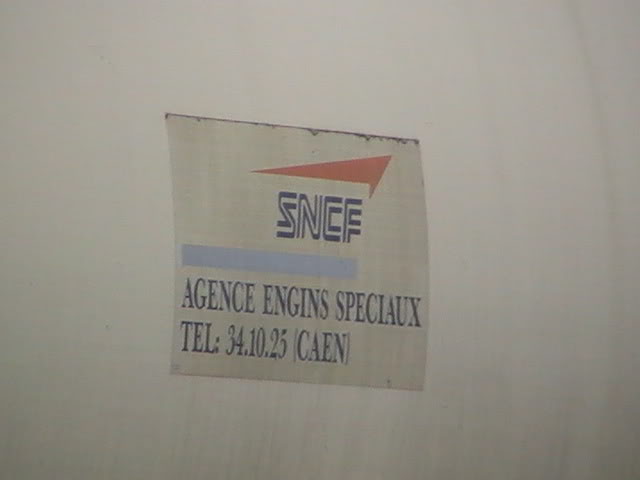 SNCF
AGENCE ENGINS SPECIAUX
TEL: 34.10.25 (CAEN)